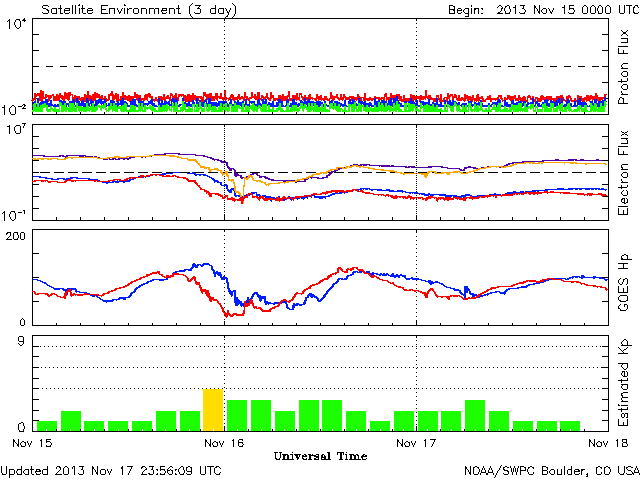 Satellite Environment (3 day) Begin: 2013 Nov 15 0000 UTC
10^4
Proton Flux
10^-2
10^7
Electron Flux
10^-1
200
GOES Hp
0
9
Estimated Kp
0
Nov 15 Nov 16 Nov 17 Nov 18
Universal Time
Updated 2013 Nov 17 23:56:09 UTC NOAA/SWPC Boulder, CO USA